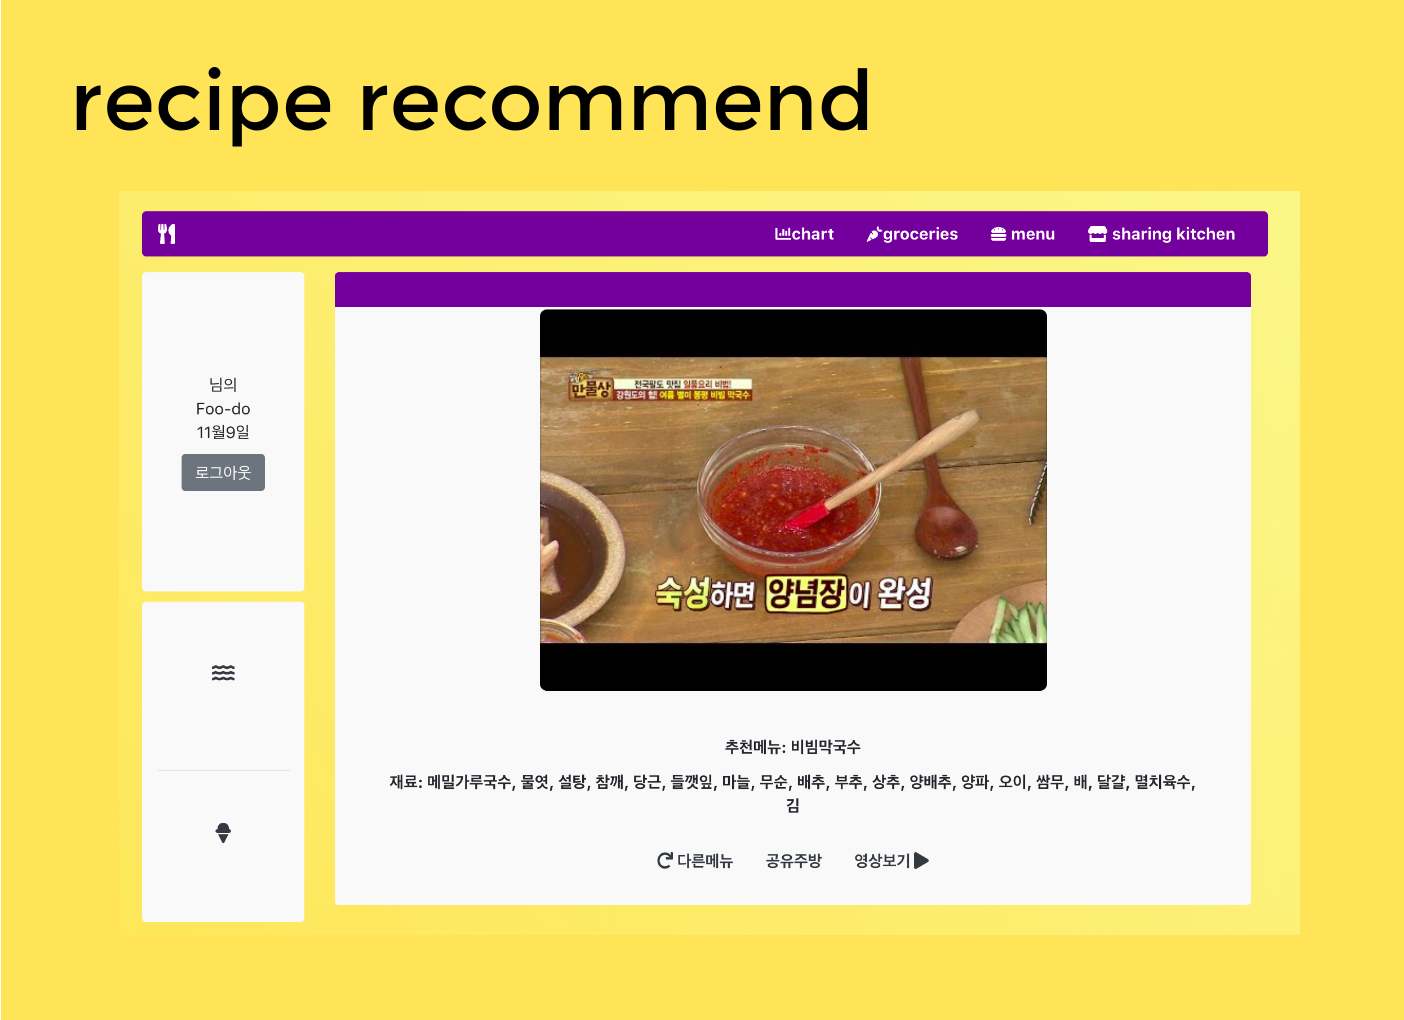 recipe recommend
chart groceries menu sharing kitchen
님의
Foo-do
11월9일
로그아웃
만물상
전국팔도 맛집 일품요리 비법!
강원도의 힘! 여름 별미 봉평 비빔 막국수
숙성하면 양념장이 완성
추천메뉴: 비빔막국수
재료: 메밀가루국수, 물엿, 설탕, 참깨, 당근, 들깻잎, 마늘, 무순, 배추, 부추, 상추, 양배추, 양파, 오이, 쌈무, 배, 달걀, 멸치육수,
김
다른메뉴 공유주방 영상보기